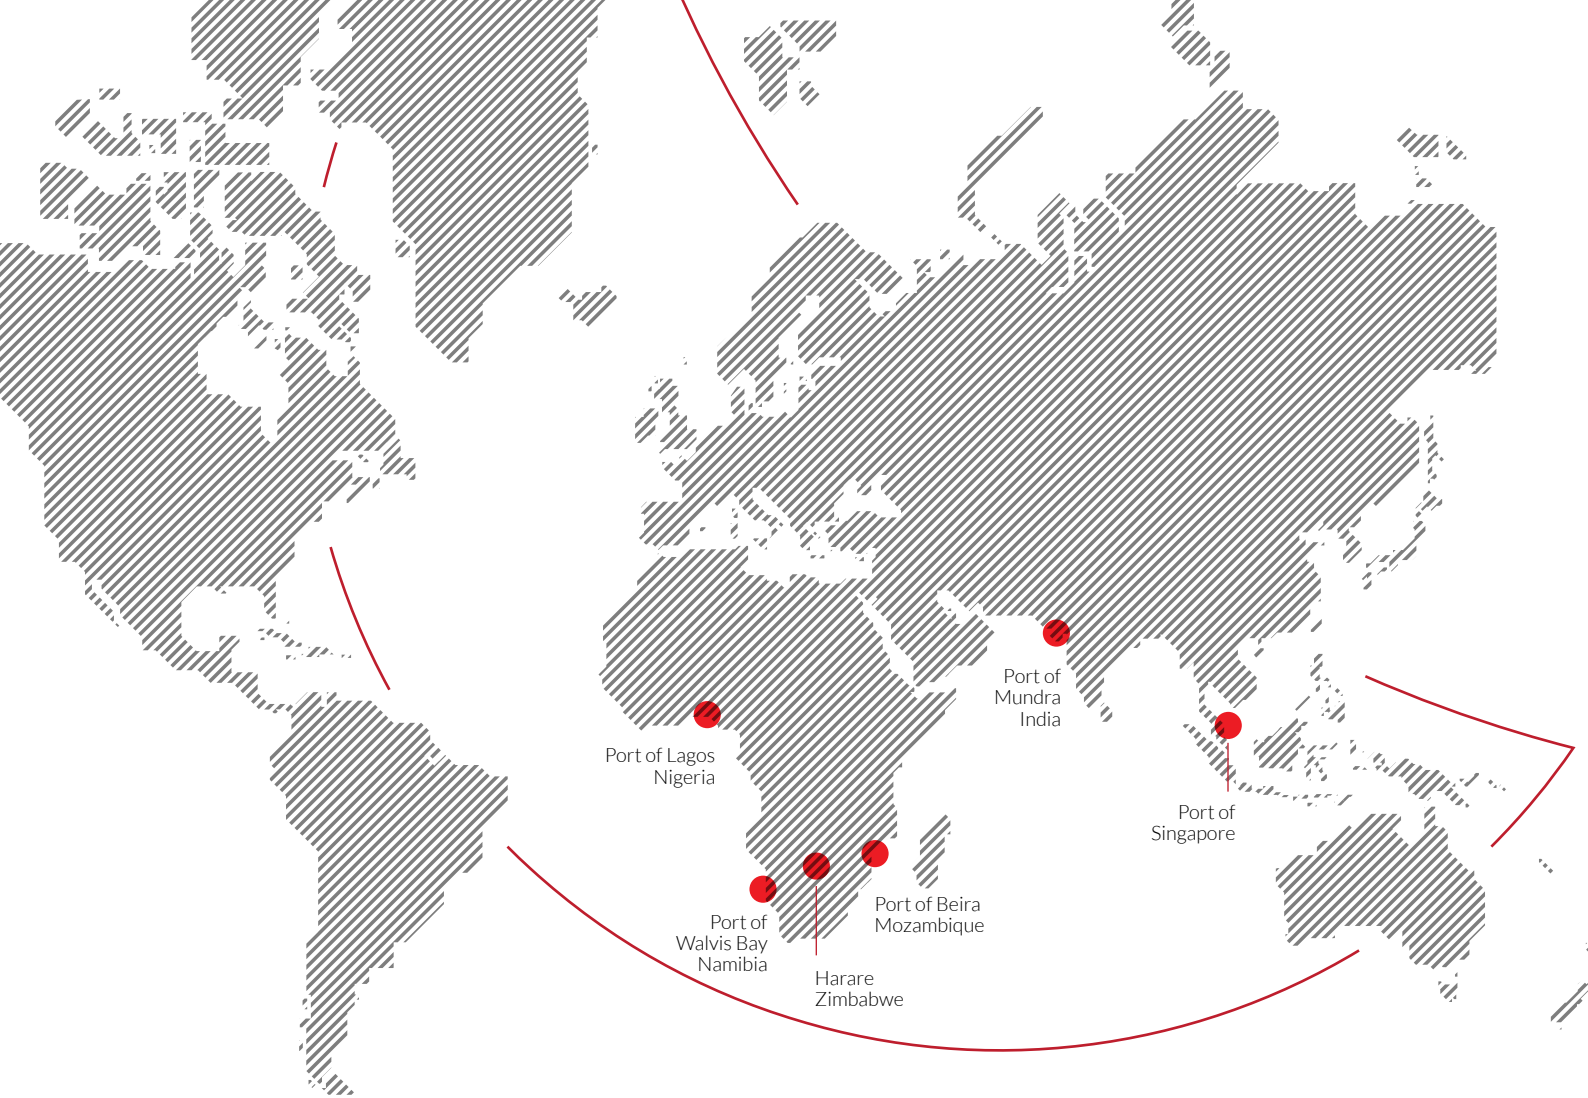 Port of
Mundra
India
Port of Lagos
Nigeria
Port of
Singapore
Port of Beira
Mozambique
Port of
Walvis Bay
Namibia
Harare
Zimbabwe